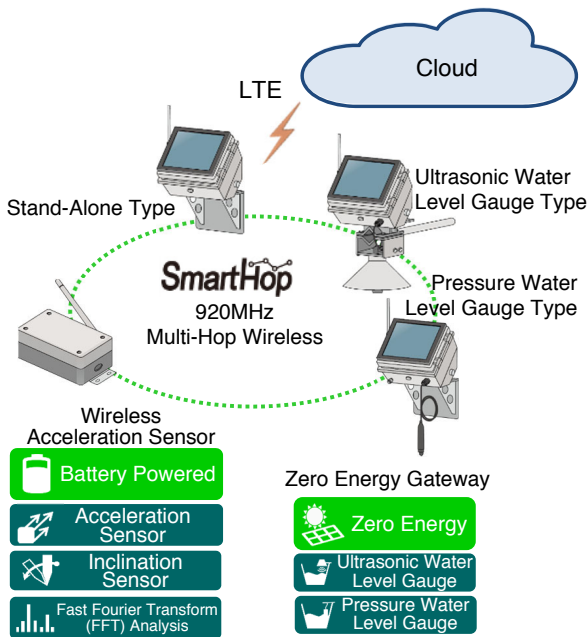 Cloud
LTE
Stand-Alone Type
Ultrasonic Water
Level Gauge Type
SmartHop
920MHz
Multi-Hop Wireless
Pressure Water
Level Gauge Type
Wireless
Acceleration Sensor
Battery Powered
Acceleration
Sensor
Inclination
Sensor
Fast Fourier Transform
(FFT) Analysis
Zero Energy Gateway
Zero Energy
Ultrasonic Water
Level Gauge
Pressure Water
Level Gauge